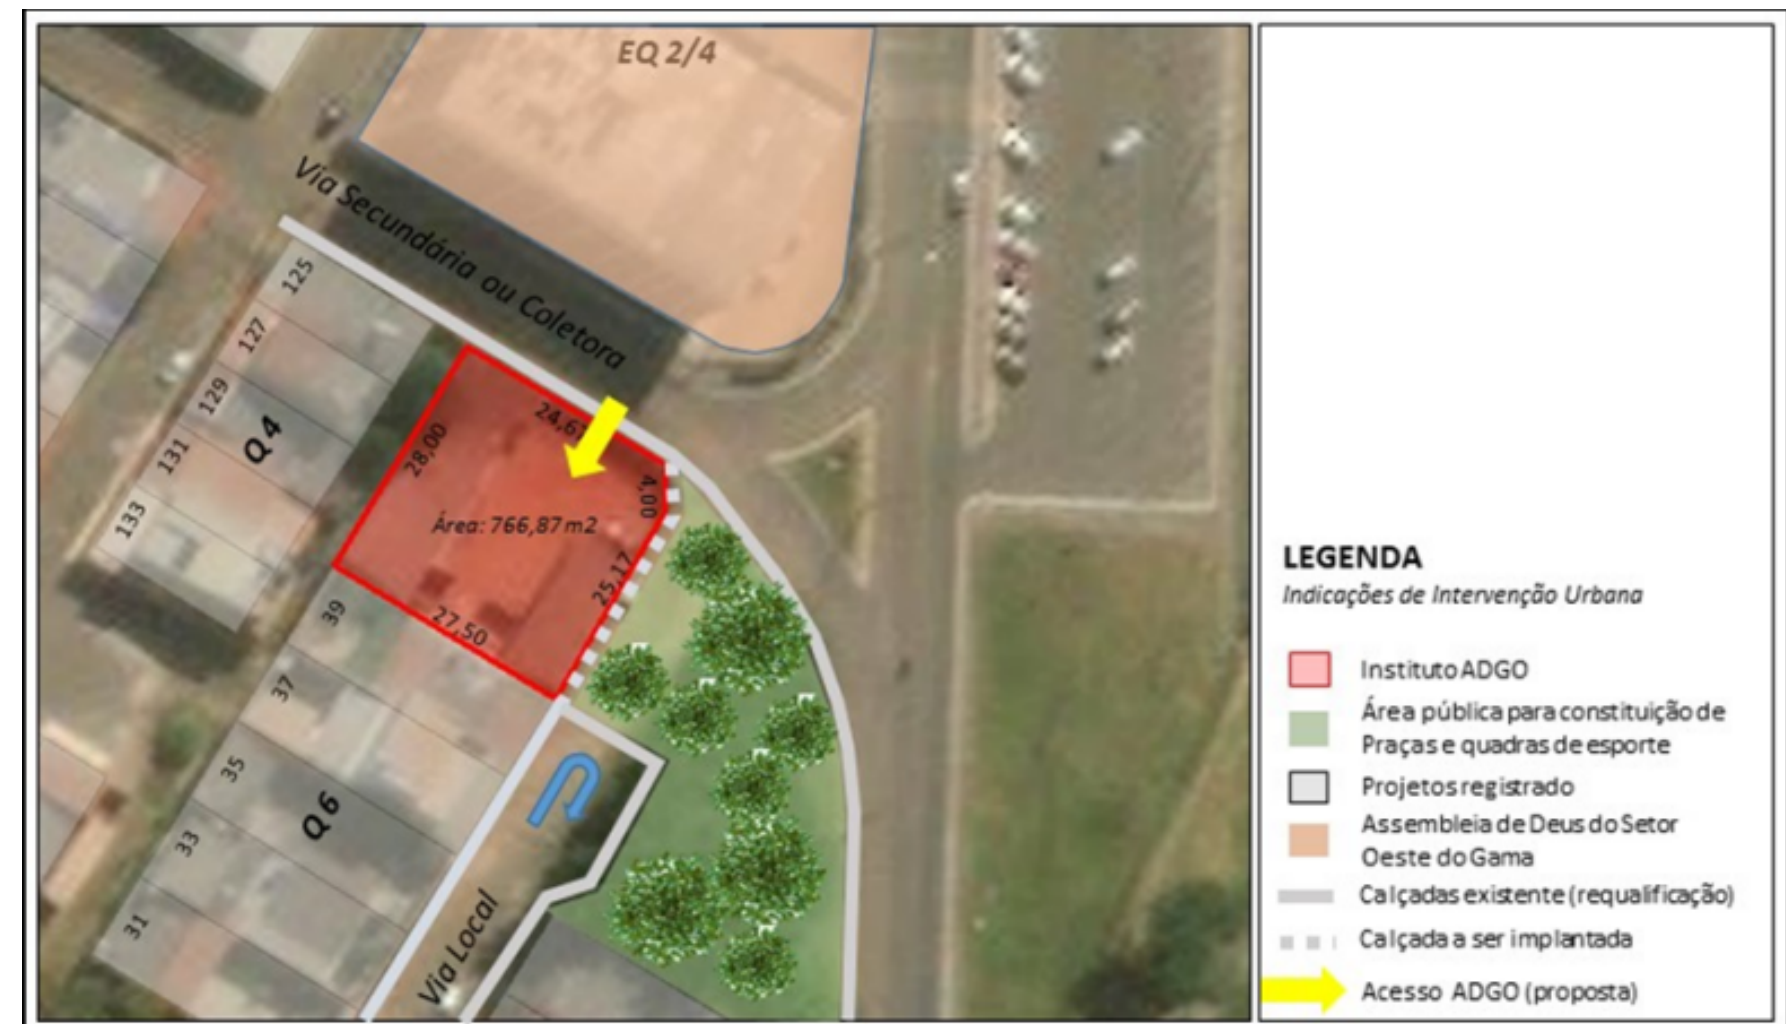 EQ 2/4
Via Secundária ou Coletora
125
127
129
131
133
Q 4
28,00
24,67
4,00
Área: 766,87 m2
25,17
27,50
39
37
35
33
31
Q 6
Via Local
LEGENDA
Indicações de Intervenção Urbana
Instituto ADGO
Área pública para constituição de
Praças e quadras de esporte
Projetos registrado
Assembleia de Deus do Setor
Oeste do Gama
Calçadas existente (requalificação)
Calçada a ser implantada
Acesso ADGO (proposta)